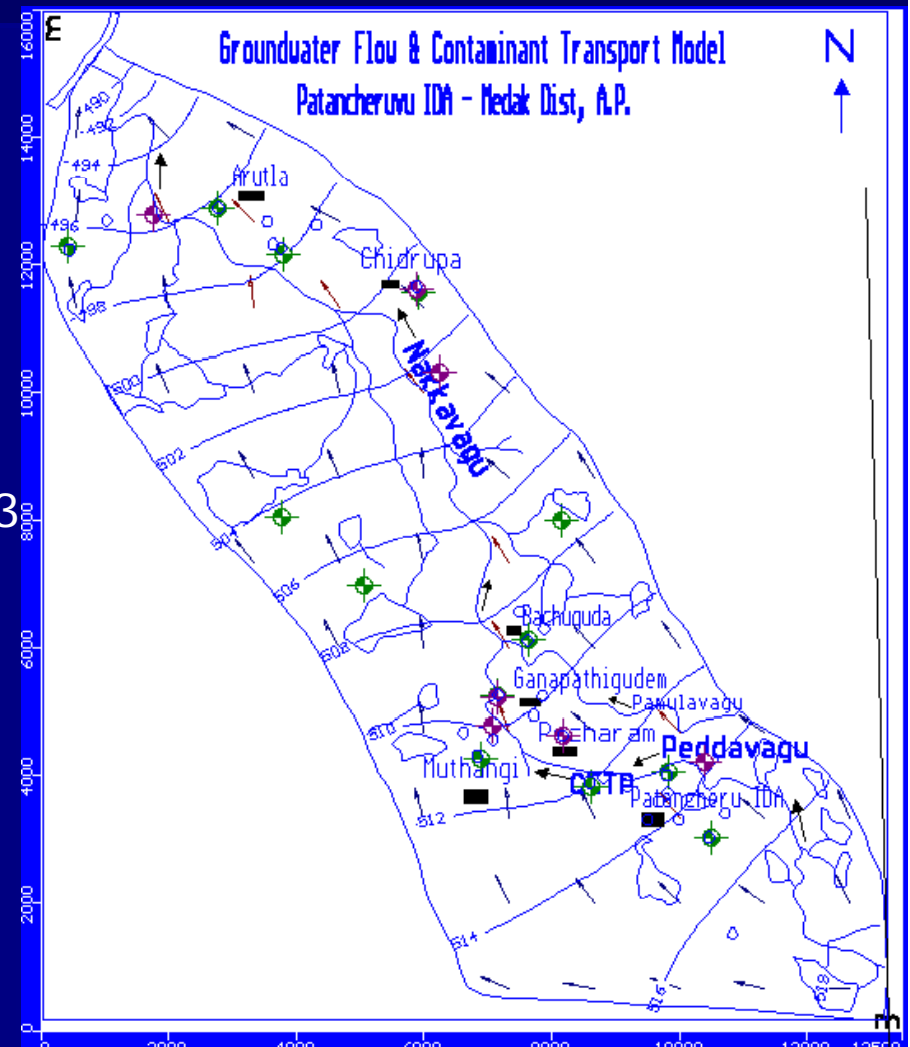 Groundwater Flow & Contaminant Transport Model
Patancheruvu IDA - Medak Dist, A.P.
N
m
16000
14000
12000
10000
8000
6000
4000
2000
0
3
490
492
494
496
498
500
502
504
506
508
510
512
514
516
518
Arutla
Chidrupa
Nakkavagu
Bachuguda
Ganapathigudem
Pamulavagu
Peddavagu
Muthangi
CETP
Patancheru IDA
m
0
2000
4000
6000
8000
10000
12000